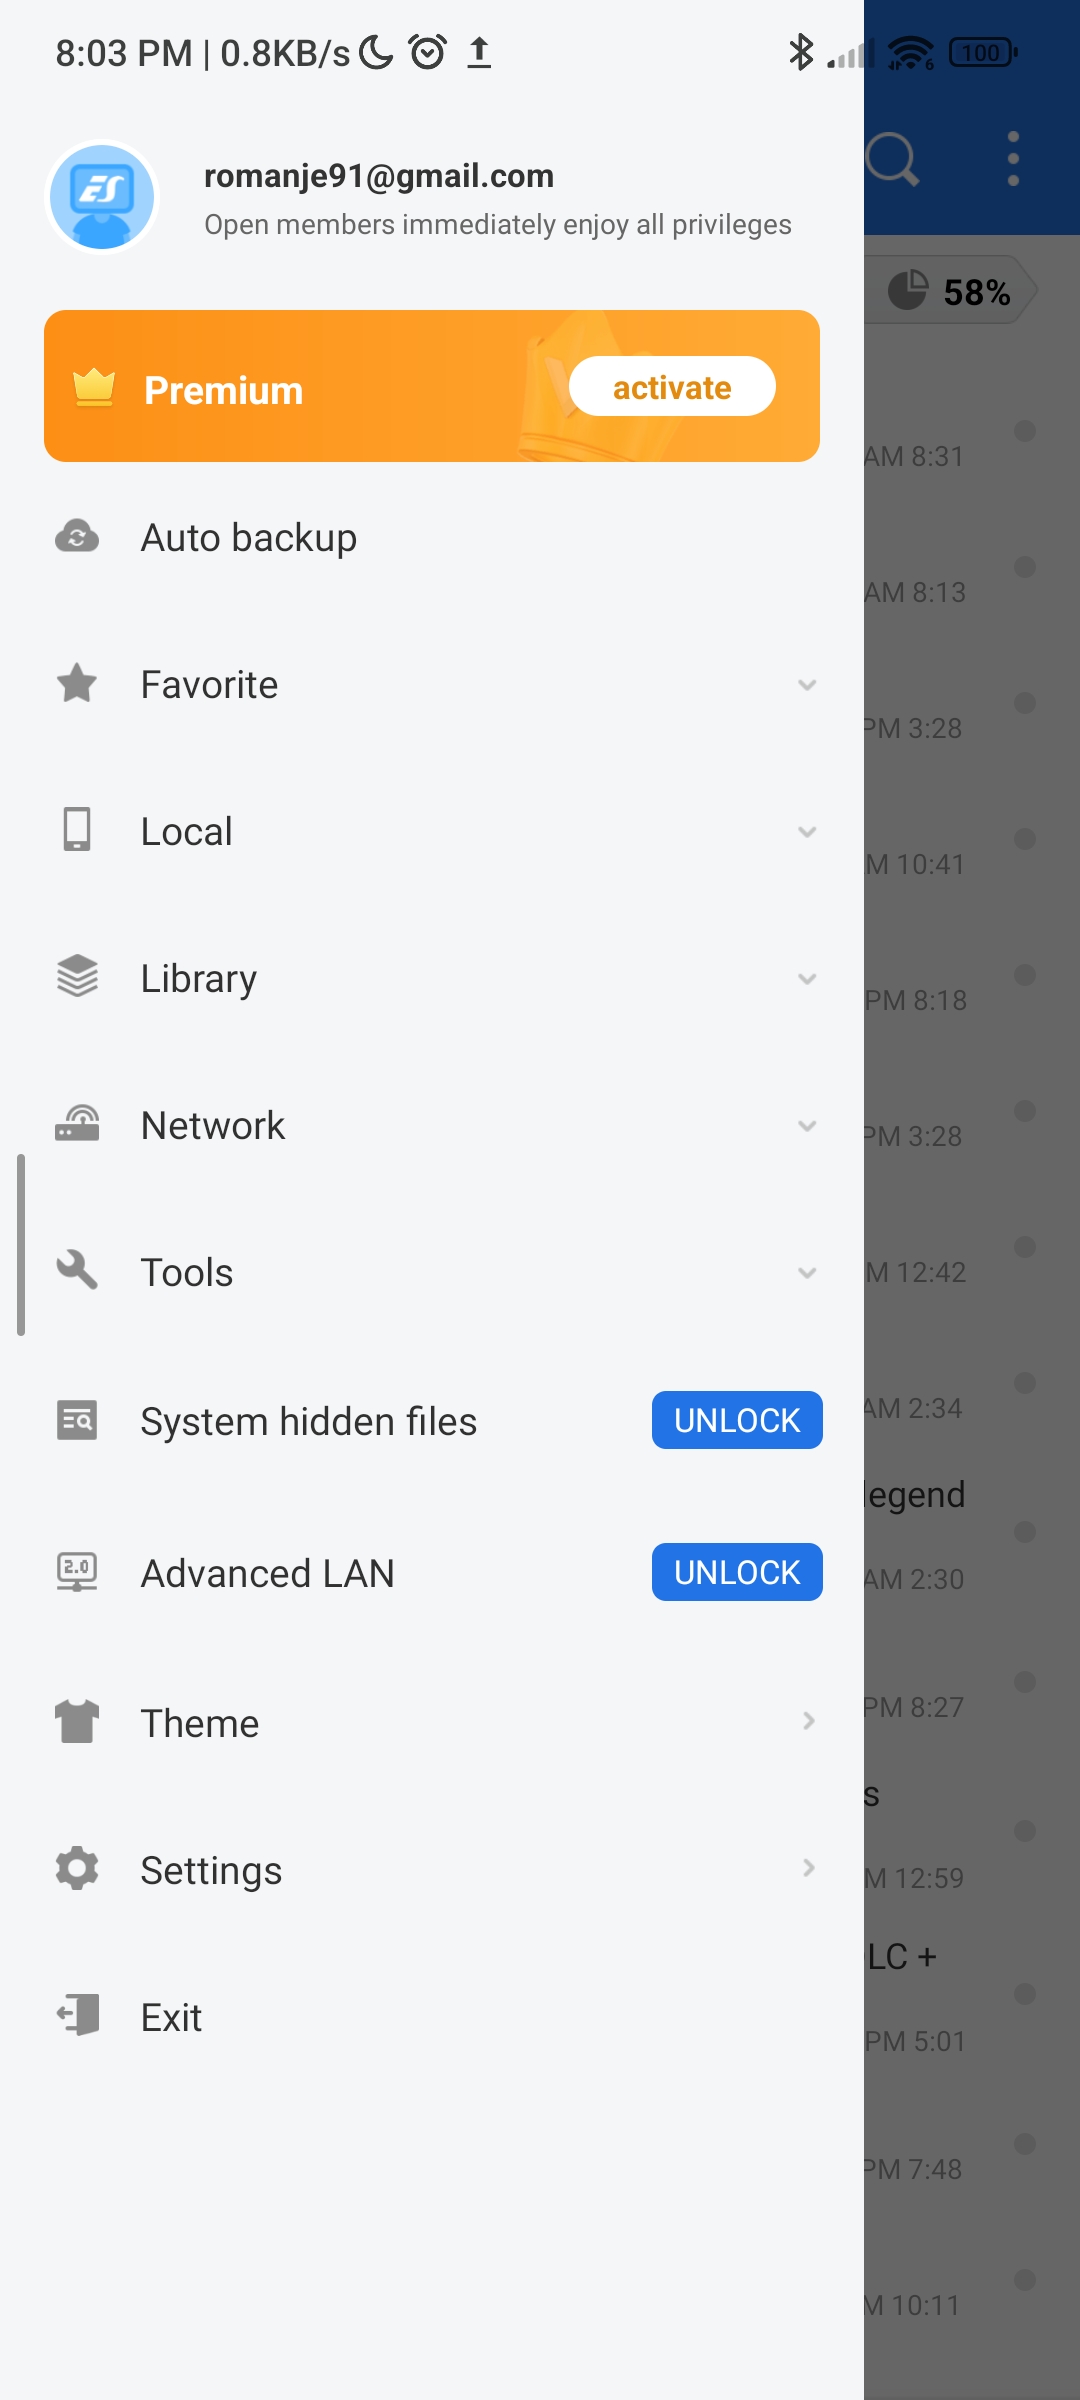 8:03 PM | 0.8KB/s
6
100
romanje91@gmail.com
Open members immediately enjoy all privileges
58%
Premium
activate
AM 8:31
Auto backup
AM 8:13
Favorite
PM 3:28
Local
M 10:41
Library
PM 8:18
Network
PM 3:28
Tools
M 12:42
System hidden files
UNLOCK
AM 2:34
legend
2.0
Advanced LAN
UNLOCK
AM 2:30
Theme
PM 8:27
s
Settings
M 12:59
LC +
Exit
PM 5:01
PM 7:48
M 10:11